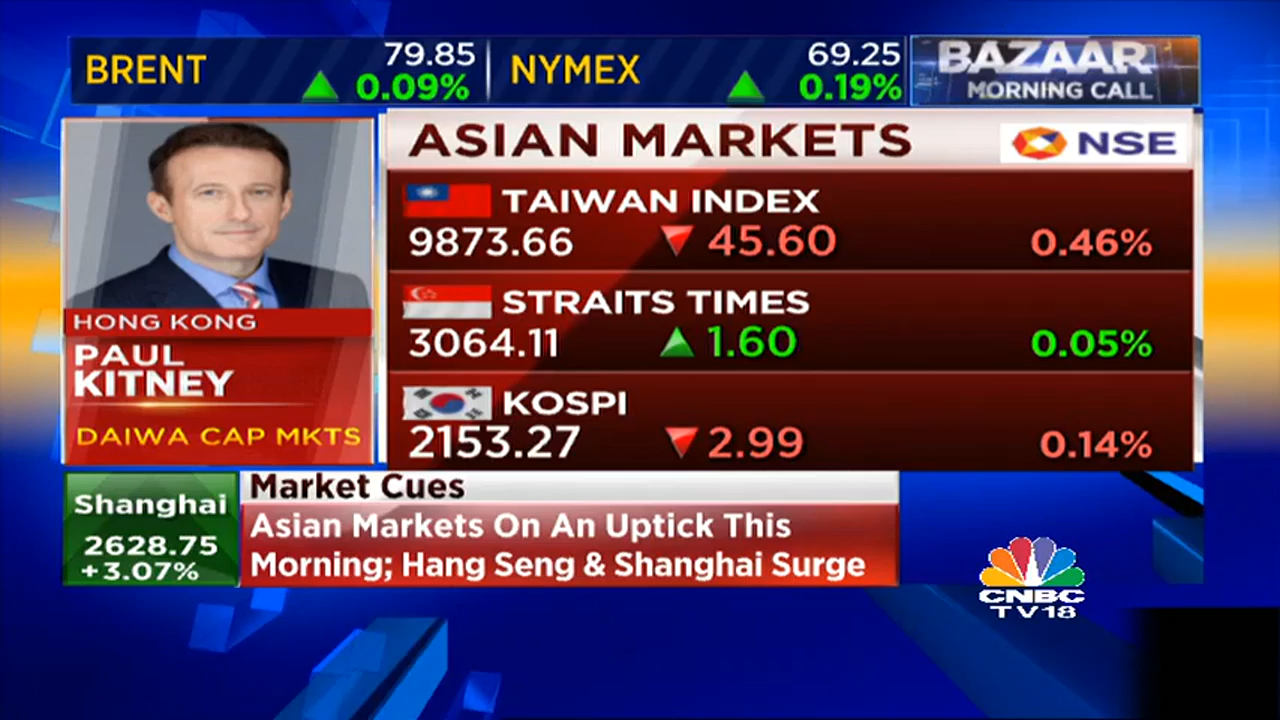 BRENT 79.85 ▲ 0.09%
NYMEX 69.25 ▲ 0.19%
BAZAAR
MORNING CALL
ASIAN MARKETS
NSE
TAIWAN INDEX
9873.66 ▼ 45.60 0.46%
STRAITS TIMES
3064.11 ▲ 1.60 0.05%
KOSPI
2153.27 ▼ 2.99 0.14%
HONG KONG
PAUL
KITNEY
DAIWA CAP MKTS
Shanghai
2628.75
+3.07%
Market Cues
Asian Markets On An Uptick This
Morning; Hang Seng & Shanghai Surge
CNBC
TV18